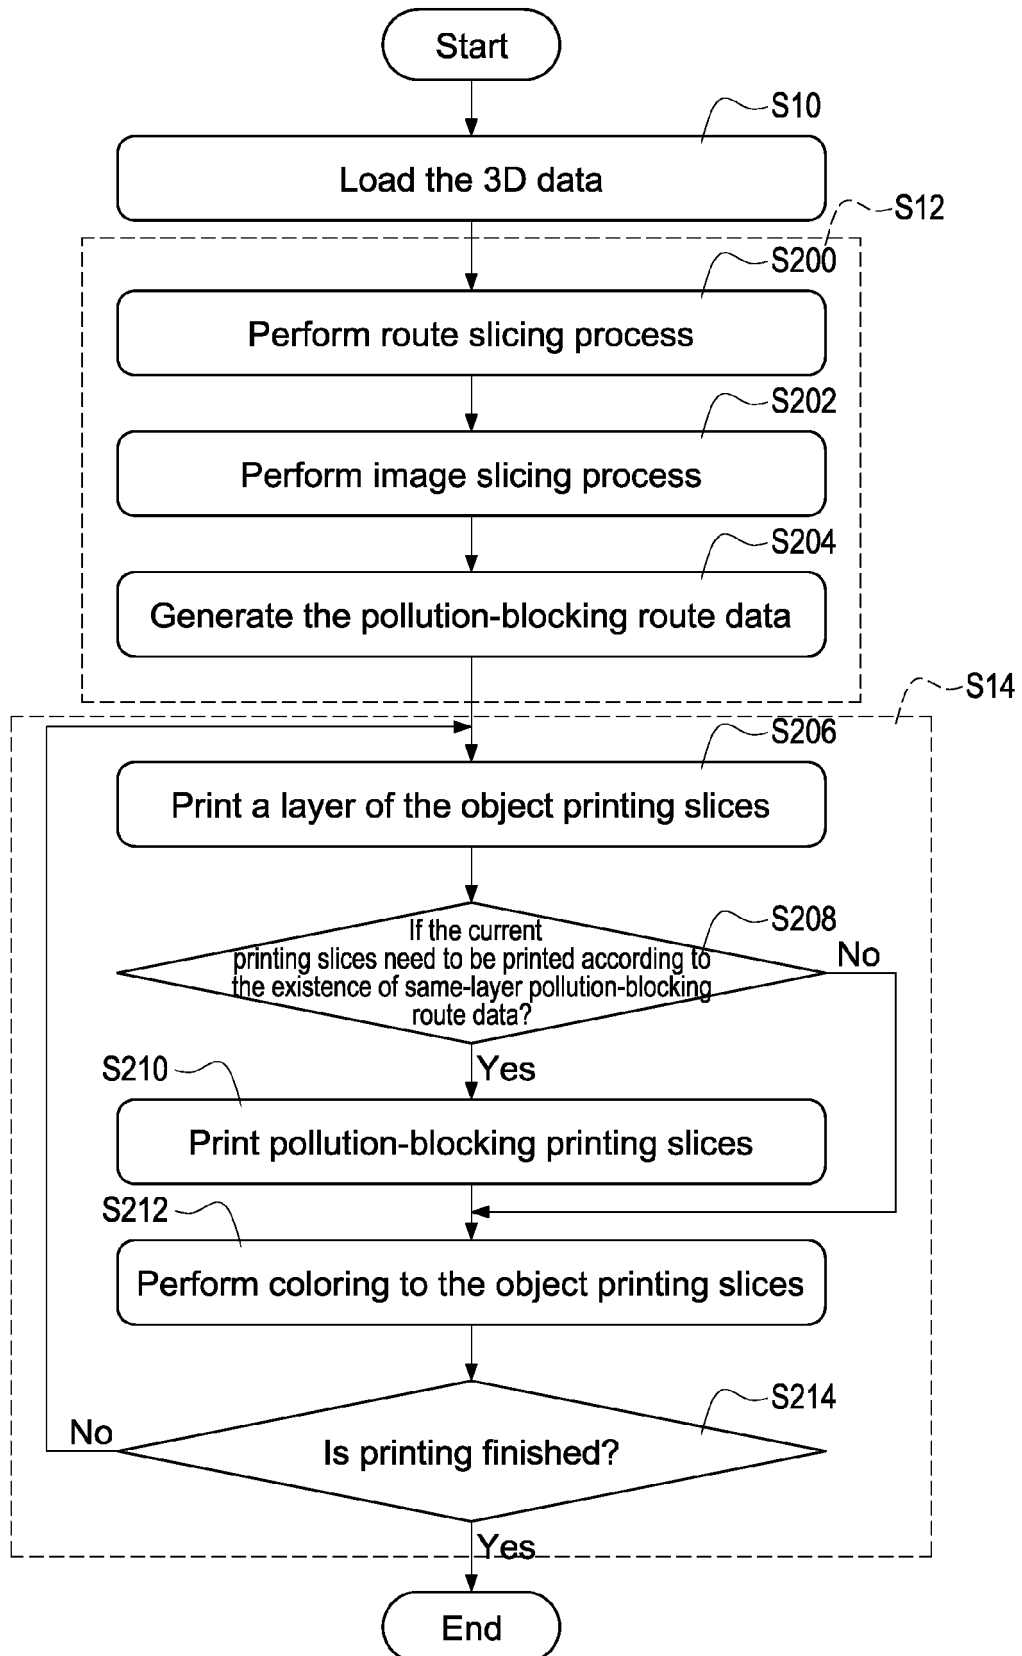 Start
S10
Load the 3D data
S12
S200
Perform route slicing process
S202
Perform image slicing process
S204
Generate the pollution-blocking route data
S14
S206
Print a layer of the object printing slices
S208
If the current
printing slices need to be printed according to
the existence of same-layer pollution-blocking
route data?
No
Yes
S210
Print pollution-blocking printing slices
S212
Perform coloring to the object printing slices
S214
Is printing finished?
No
Yes
End